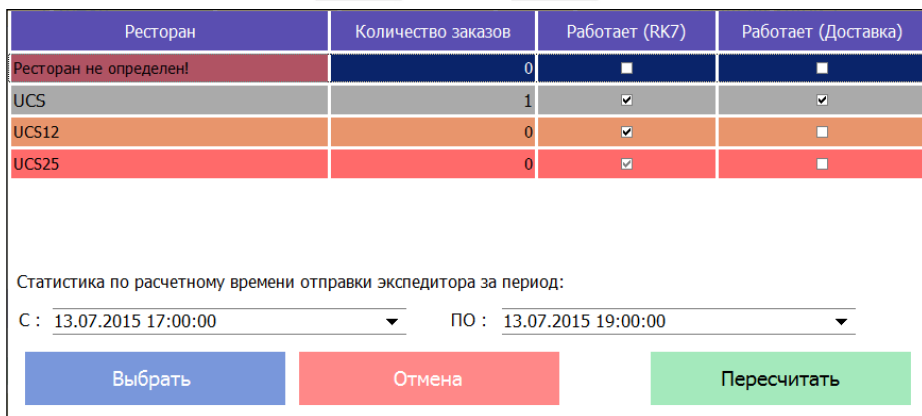 Ресторан Количество заказов Работает (RK7) Работает (Доставка)
Ресторан не определен! 0
UCS 1
UCS12 0
UCS25 0
Статистика по расчетному времени отправки экспедитора за период:
С : 13.07.2015 17:00:00 ПО : 13.07.2015 19:00:00
Выбрать Отмена Пересчитать